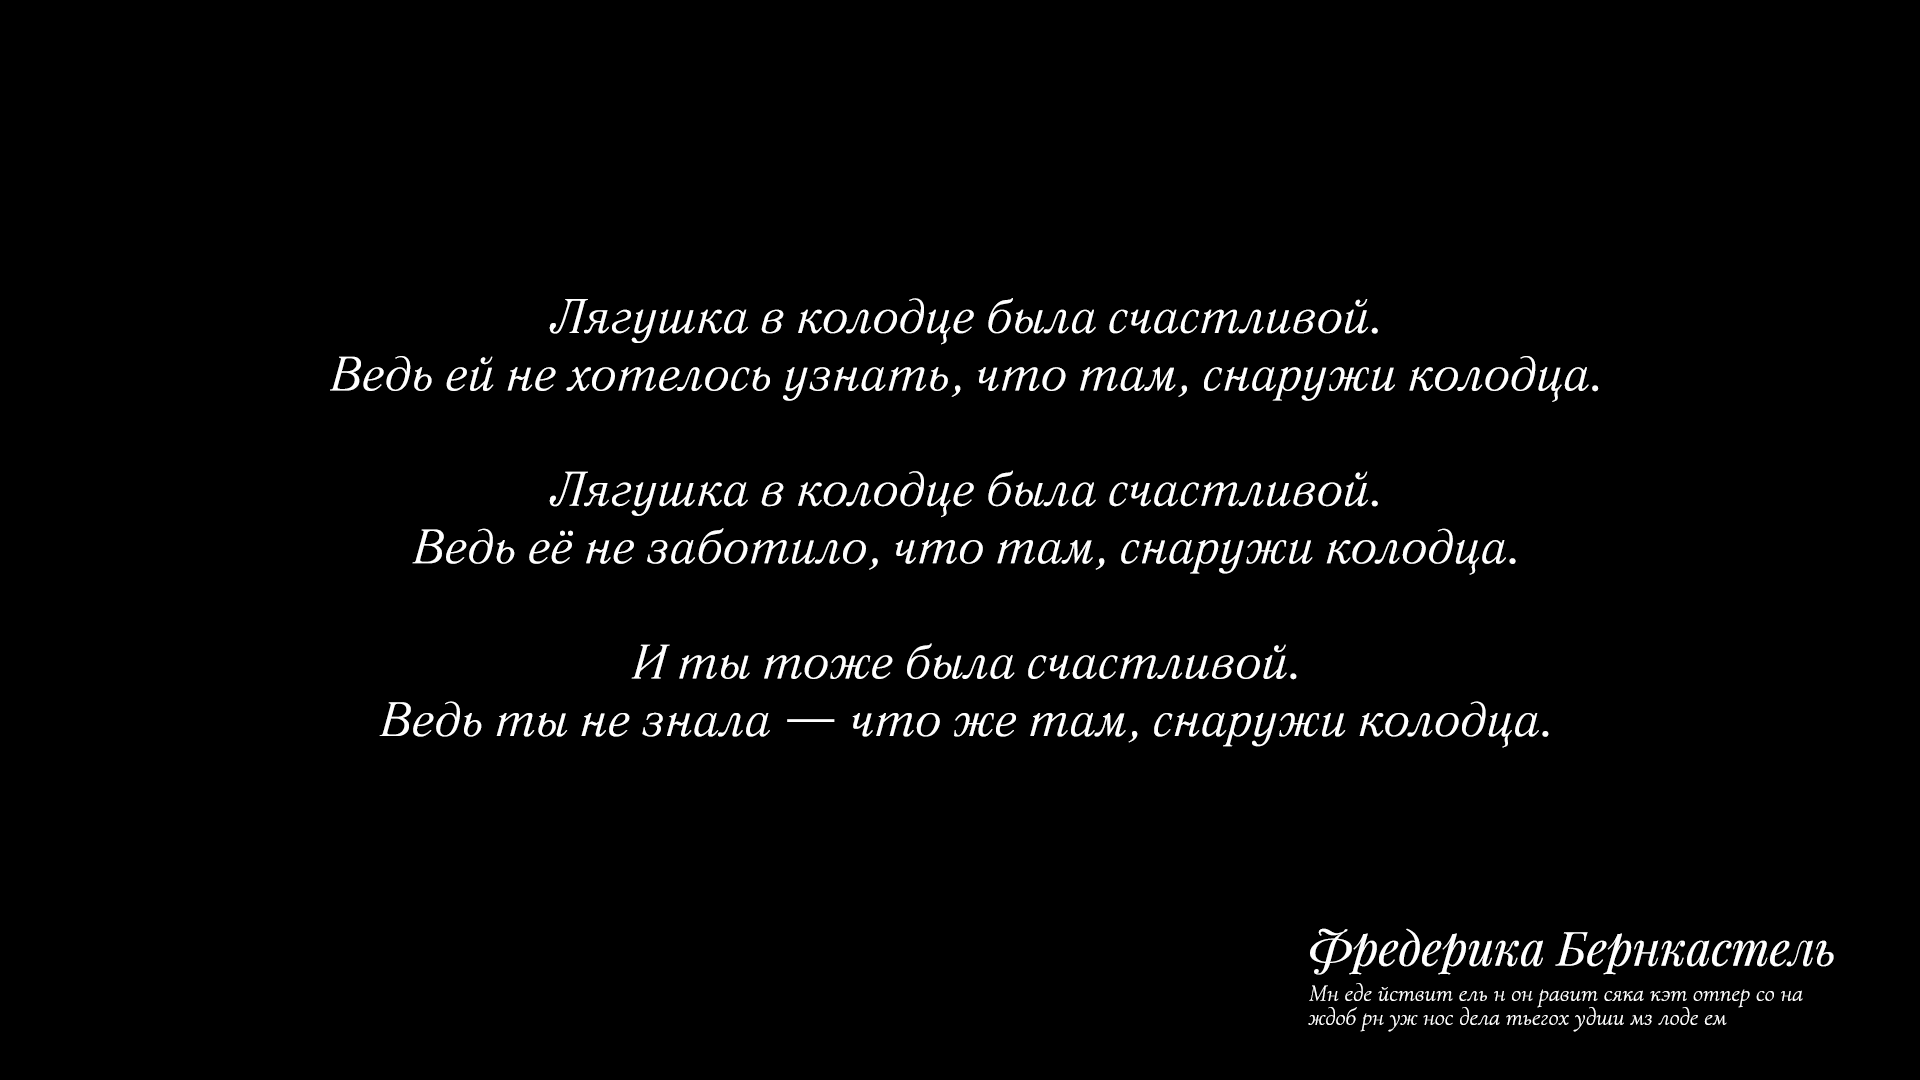 Лягушка в колодце была счастливой.
Ведь ей не хотелось узнать, что там, снаружи колодца.
Лягушка в колодце была счастливой.
Ведь её не заботило, что там, снаружи колодца.
И ты тоже была счастливой.
Ведь ты не знала — что же там, снаружи колодца.
Фредерика Бернкастель
Мн еде йствит ель н он равит сяка кэт отпер со на
ждоб рн уж нос дела тьегох удши мз лоде ем